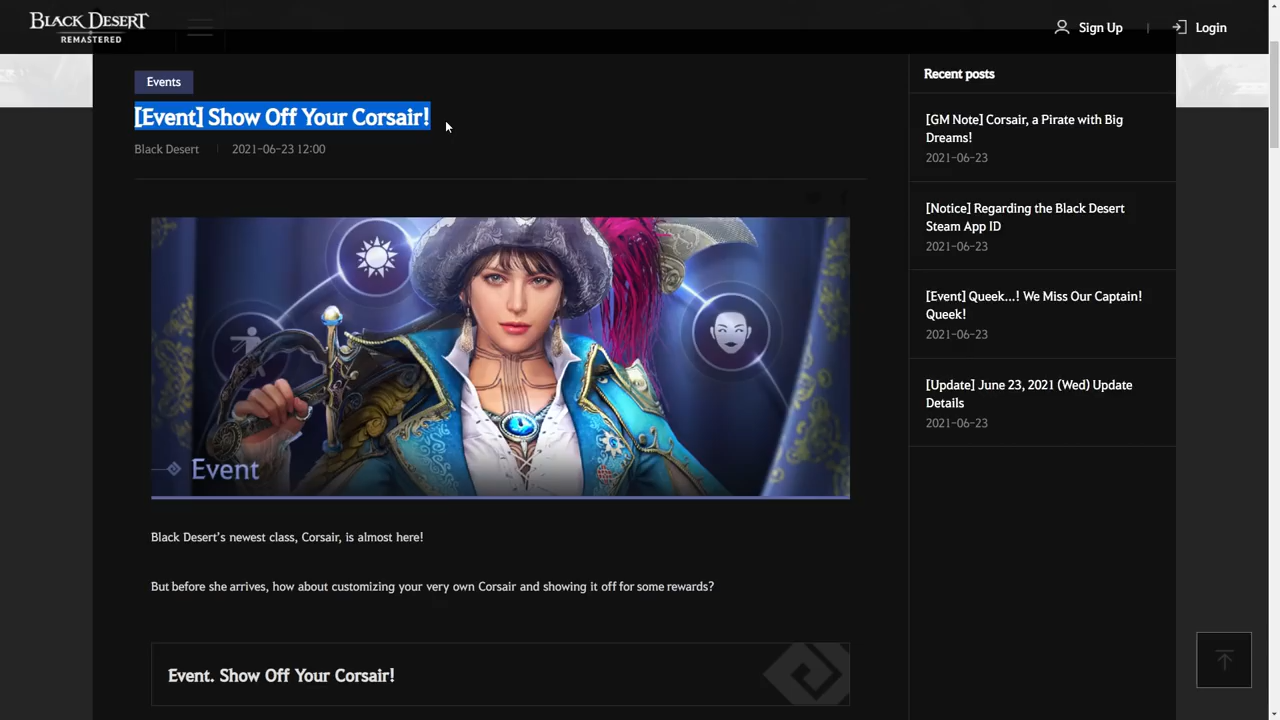 BLACK DESERT
REMASTERED
Sign Up
Login
Events
[Event] Show Off Your Corsair!
Black Desert
2021-06-23 12:00
Event
Black Desert's newest class, Corsair, is almost here!
But before she arrives, how about customizing your very own Corsair and showing it off for some rewards?
Event. Show Off Your Corsair!
Recent posts
[GM Note] Corsair, a Pirate with Big
Dreams!
2021-06-23
[Notice] Regarding the Black Desert
Steam App ID
2021-06-23
[Event] Queek...! We Miss Our Captain!
Queek!
2021-06-23
[Update] June 23, 2021 (Wed) Update
Details
2021-06-23